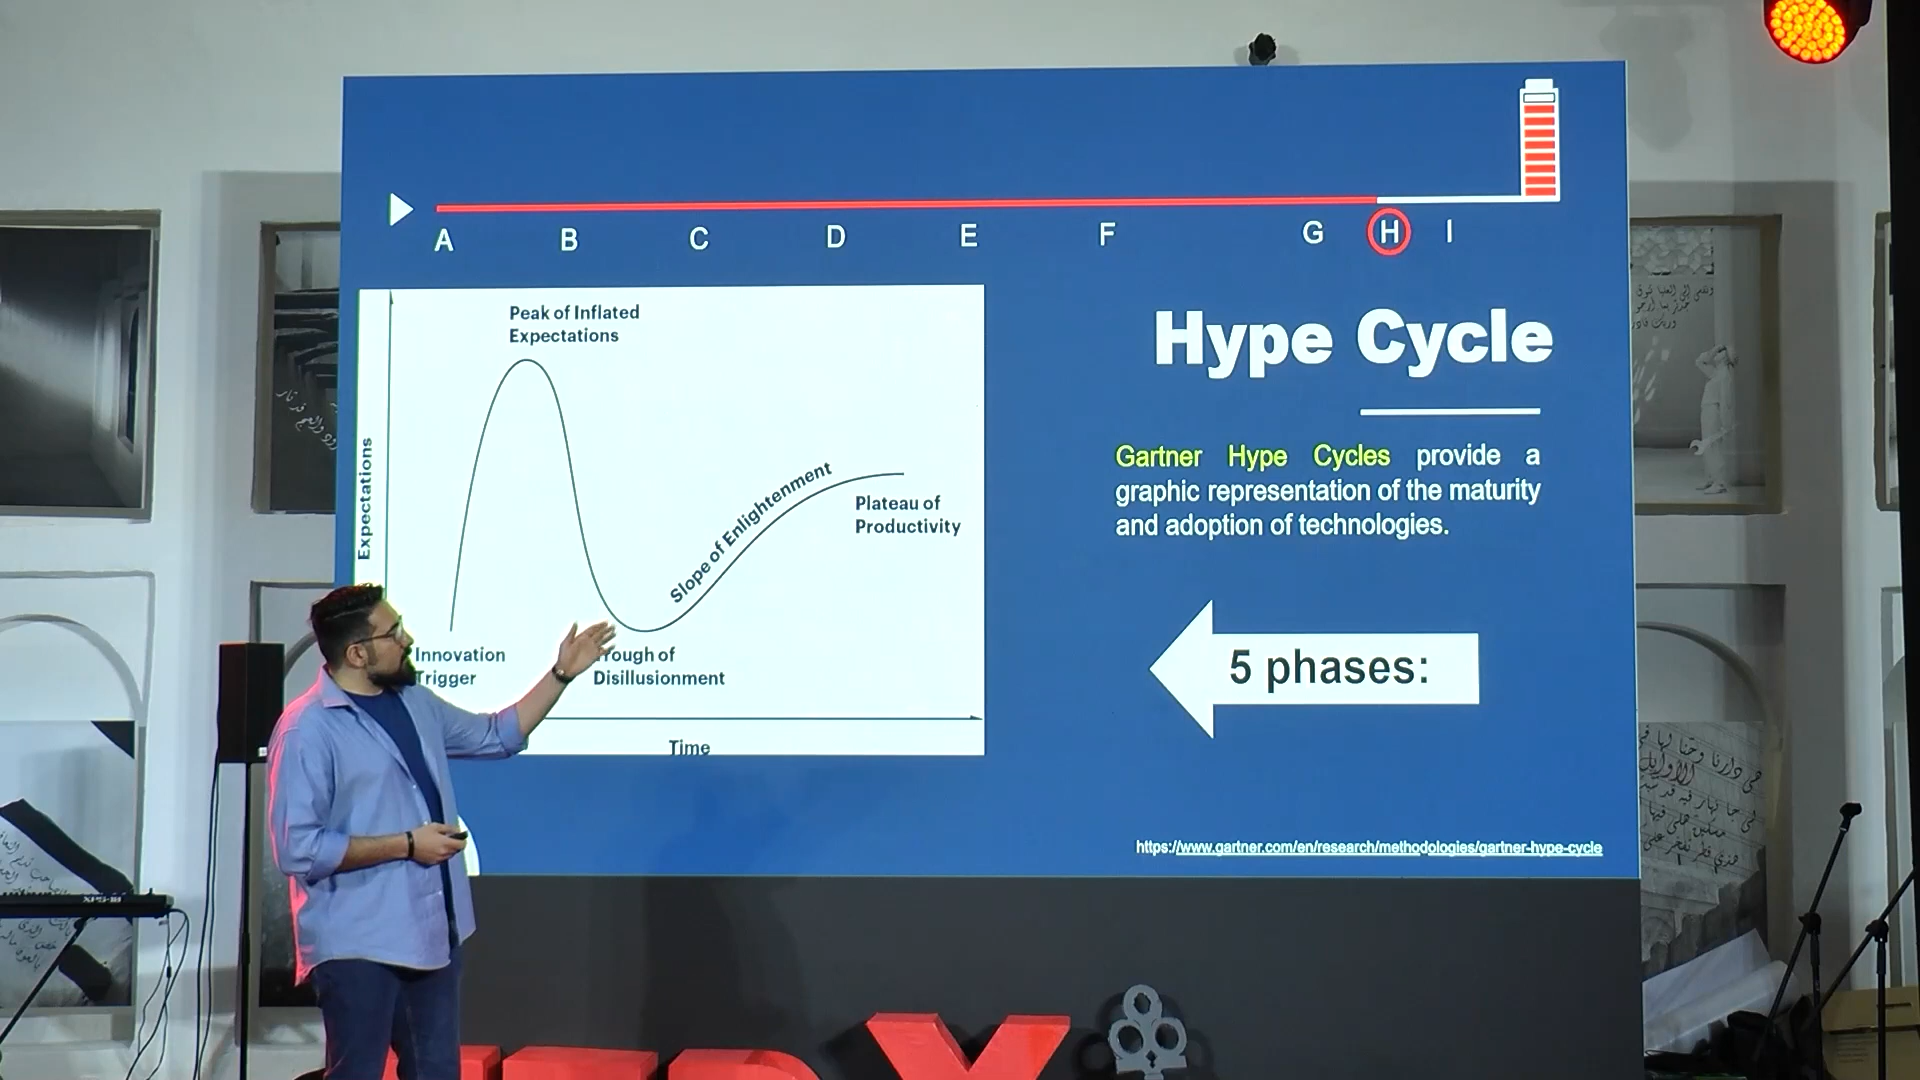 A B C D E F G H I
Hype Cycle
Gartner Hype Cycles provide a
graphic representation of the maturity
and adoption of technologies.
5 phases:
https://www.gartner.com/en/research/methodologies/gartner-hype-cycle
Peak of Inflated
Expectations
Expectations
Slope of Enlightenment
Plateau of
Productivity
Innovation
Trigger
Trough of
Disillusionment
Time
XPS-10